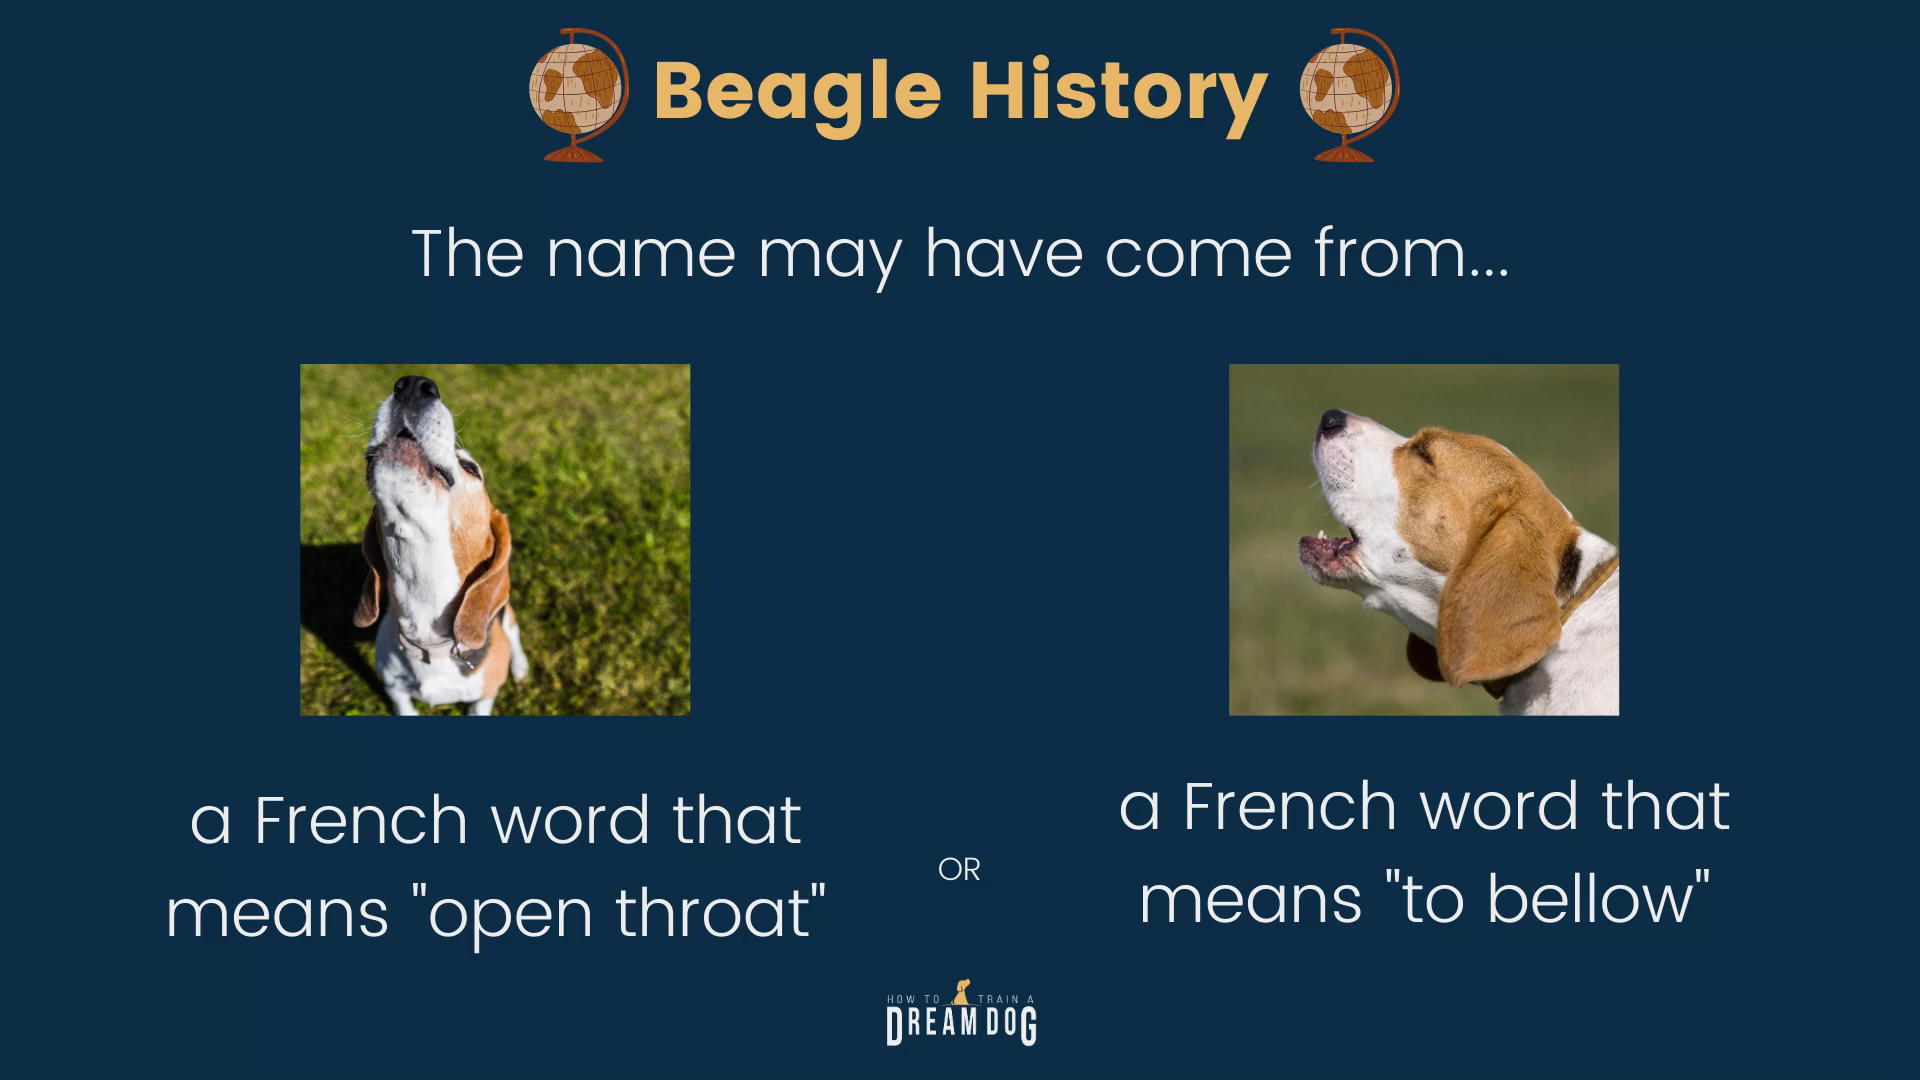 Beagle History
The name may have come from...
a French word that
means "open throat"
OR
a French word that
means "to bellow"
HOW TO TRAIN A
DREAM DOG